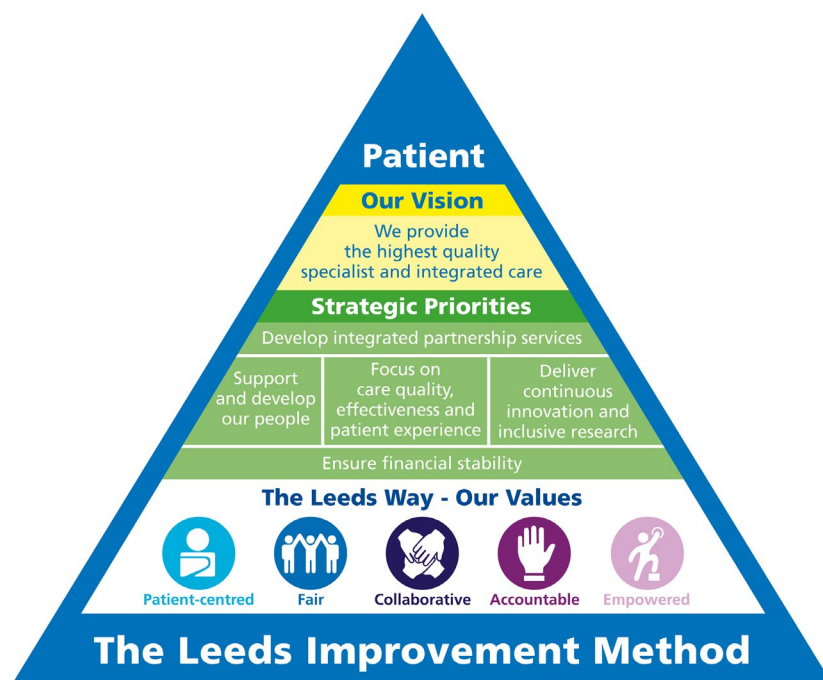 Patient
Our Vision
We provide
the highest quality
specialist and integrated care
Strategic Priorities
Develop integrated partnership services
Support
and develop
our people
Focus on
care quality,
effectiveness and
patient experience
Deliver
continuous
innovation and
inclusive research
Ensure financial stability
The Leeds Way - Our Values
Patient-centred
Fair
Collaborative
Accountable
Empowered
The Leeds Improvement Method